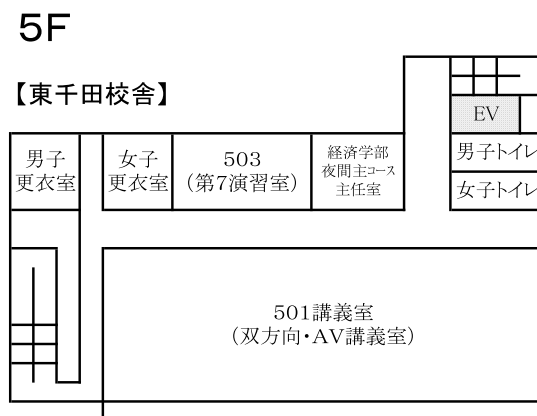 5F
【東千田校舎】
EV
男子
更衣室
女子
更衣室
503
(第7演習室)
経済学部
夜間主コース
主任室
男子トイレ
女子トイレ
501講義室
(双方向・AV講義室)